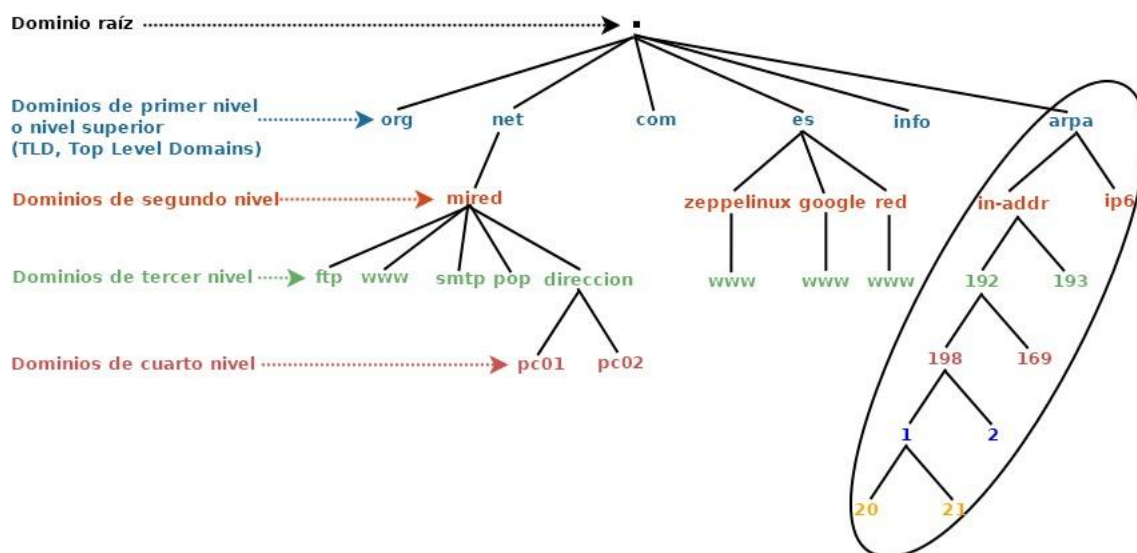 Dominio raíz
.
Dominios de primer nivel
o nivel superior
(TLD, Top Level Domains)
org net com es info arpa
Dominios de segundo nivel
mired zeppelinux google red in-addr ip6
Dominios de tercer nivel
ftp www smtp pop direccion www www www 192 193
Dominios de cuarto nivel
pc01 pc02 198 169
1 2
20 21